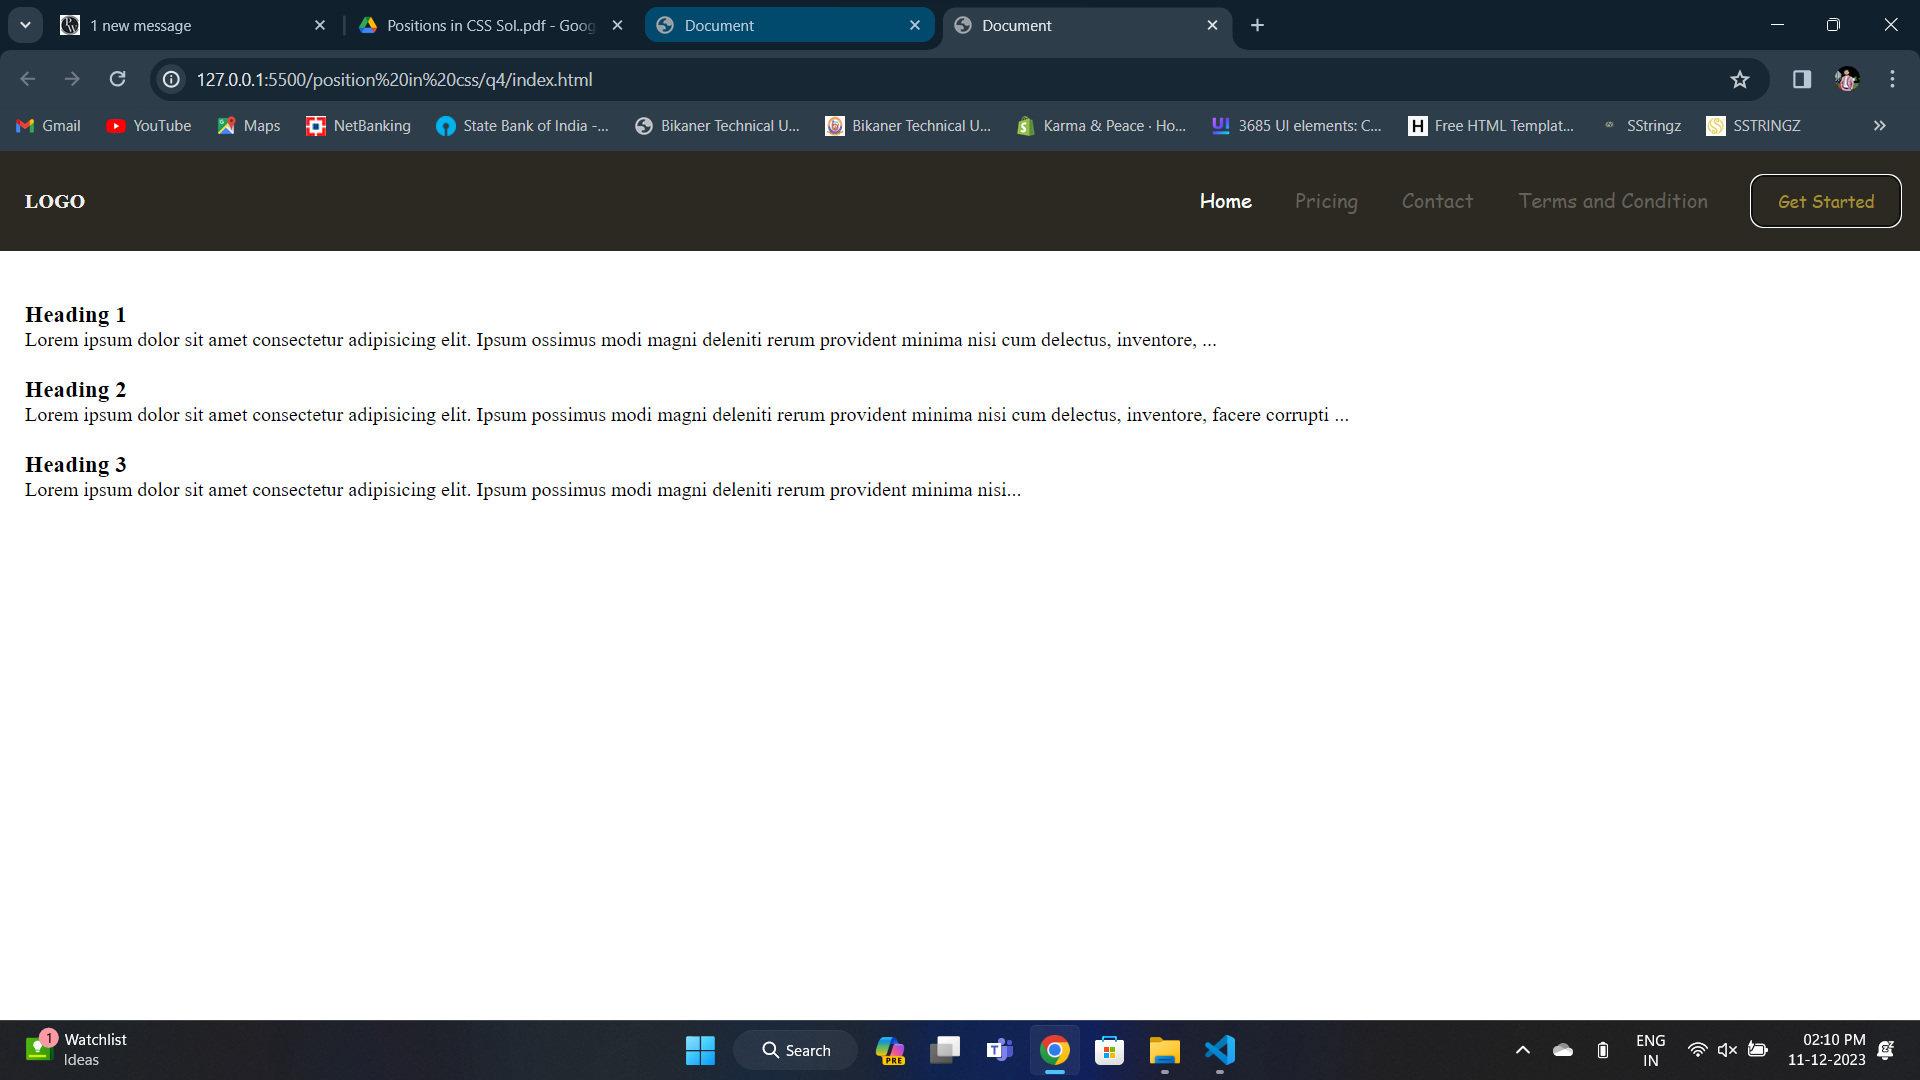 1 new message
Positions in CSS Sol..pdf - Goog
Document
Document
127.0.0.1:5500/position%20in%20css/q4/index.html
Gmail
YouTube
Maps
NetBanking
State Bank of India -...
Bikaner Technical U...
Bikaner Technical U...
Karma & Peace · Ho...
3685 UI elements: C...
H
Free HTML Templat...
SStringz
SSTRINGZ
LOGO
Home
Pricing
Contact
Terms and Condition
Get Started
Heading 1
Lorem ipsum dolor sit amet consectetur adipisicing elit. Ipsum ossimus modi magni deleniti rerum provident minima nisi cum delectus, inventore, ...
Heading 2
Lorem ipsum dolor sit amet consectetur adipisicing elit. Ipsum possimus modi magni deleniti rerum provident minima nisi cum delectus, inventore, facere corrupti ...
Heading 3
Lorem ipsum dolor sit amet consectetur adipisicing elit. Ipsum possimus modi magni deleniti rerum provident minima nisi...
1
Watchlist
Ideas
Search
PRE
ENG
IN
02:10 PM
11-12-2023